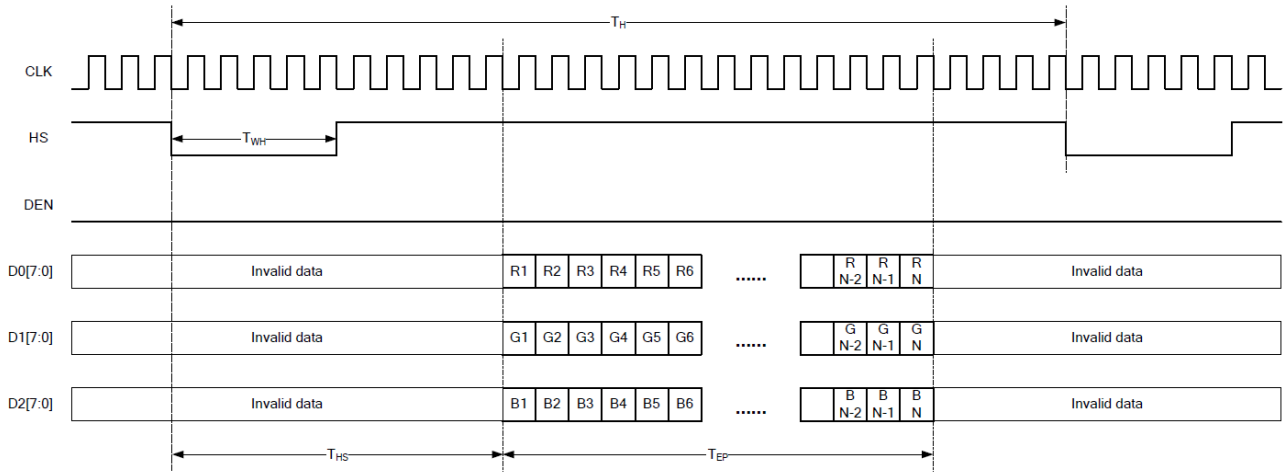 TH
CLK
HS
TWH
DEN
D0[7:0]
Invalid data
R1 R2 R3 R4 R5 R6 ...... R N-2 R N-1 R N
Invalid data
D1[7:0]
Invalid data
G1 G2 G3 G4 G5 G6 ...... G N-2 G N-1 G N
Invalid data
D2[7:0]
Invalid data
B1 B2 B3 B4 B5 B6 ...... B N-2 B N-1 B N
Invalid data
THS
TEP